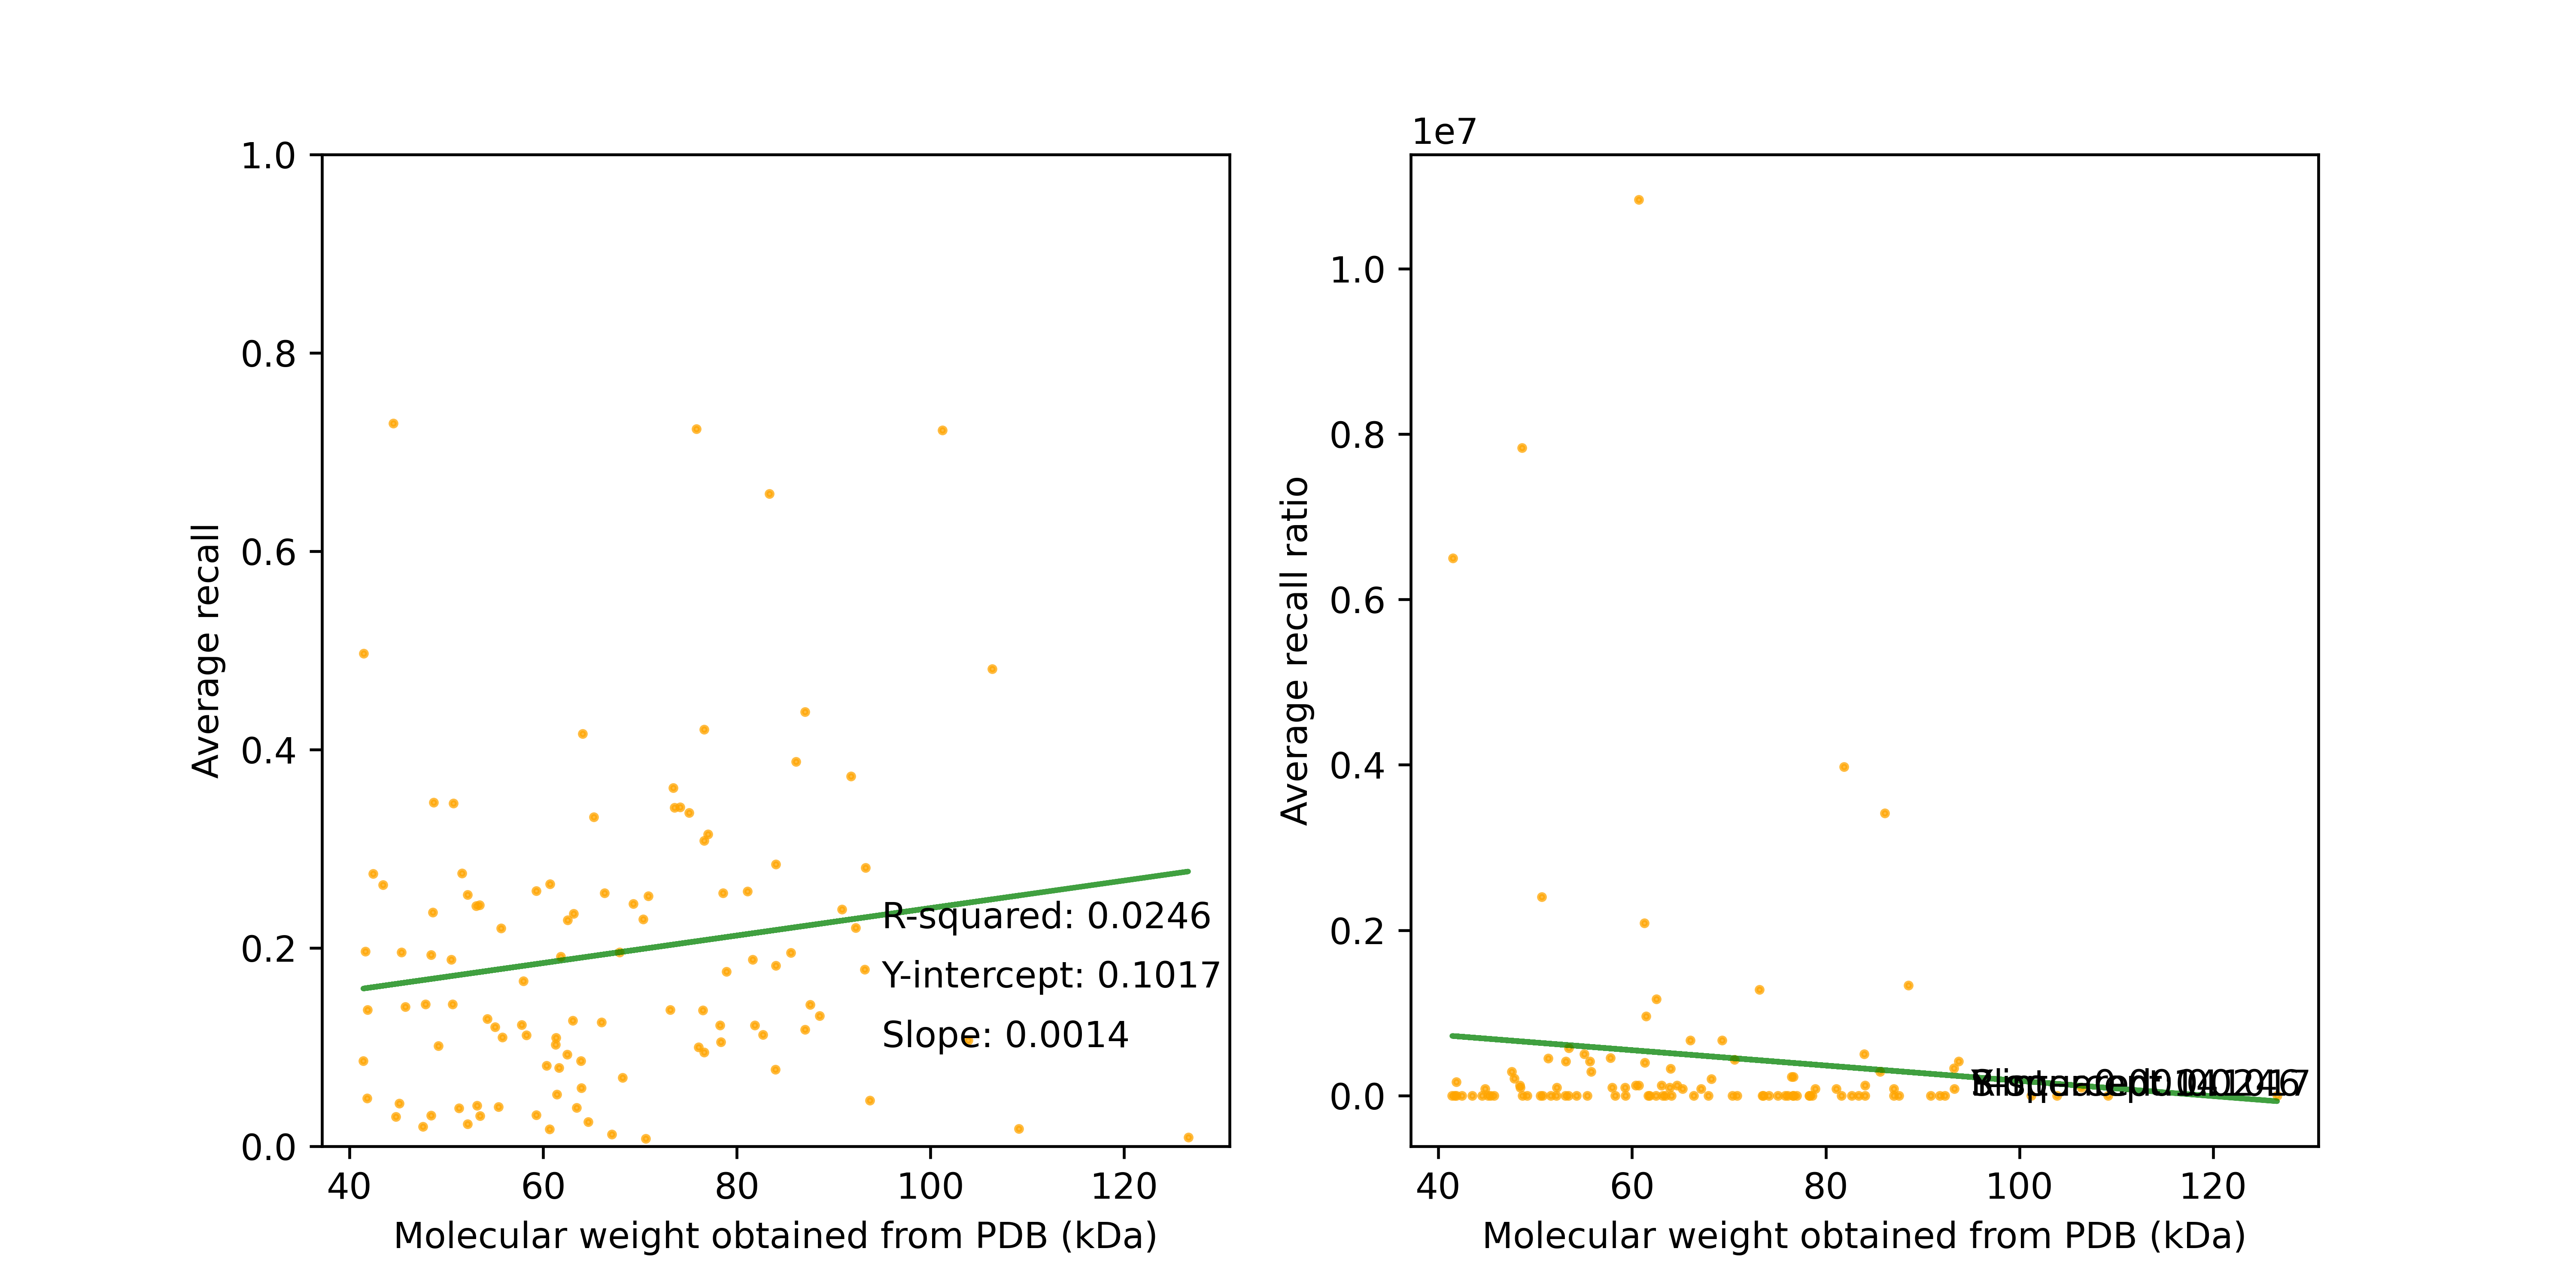 1.0
0.8
0.6
0.4
0.2
0.0
Average recall
R-squared: 0.0246
Y-intercept: 0.1017
Slope: 0.0014
40 60 80 100 120
Molecular weight obtained from PDB (kDa)
1e7
1.0
0.8
0.6
0.4
0.2
0.0
Average recall ratio
40 60 80 100 120
Molecular weight obtained from PDB (kDa)